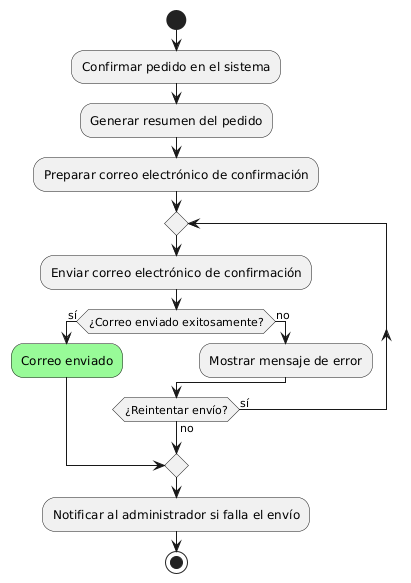 Confirmar pedido en el sistema
Generar resumen del pedido
Preparar correo electrónico de confirmación
Enviar correo electrónico de confirmación
sí
¿Correo enviado exitosamente?
no
Correo enviado
Mostrar mensaje de error
¿Reintentar envío?
sí
no
Notificar al administrador si falla el envío